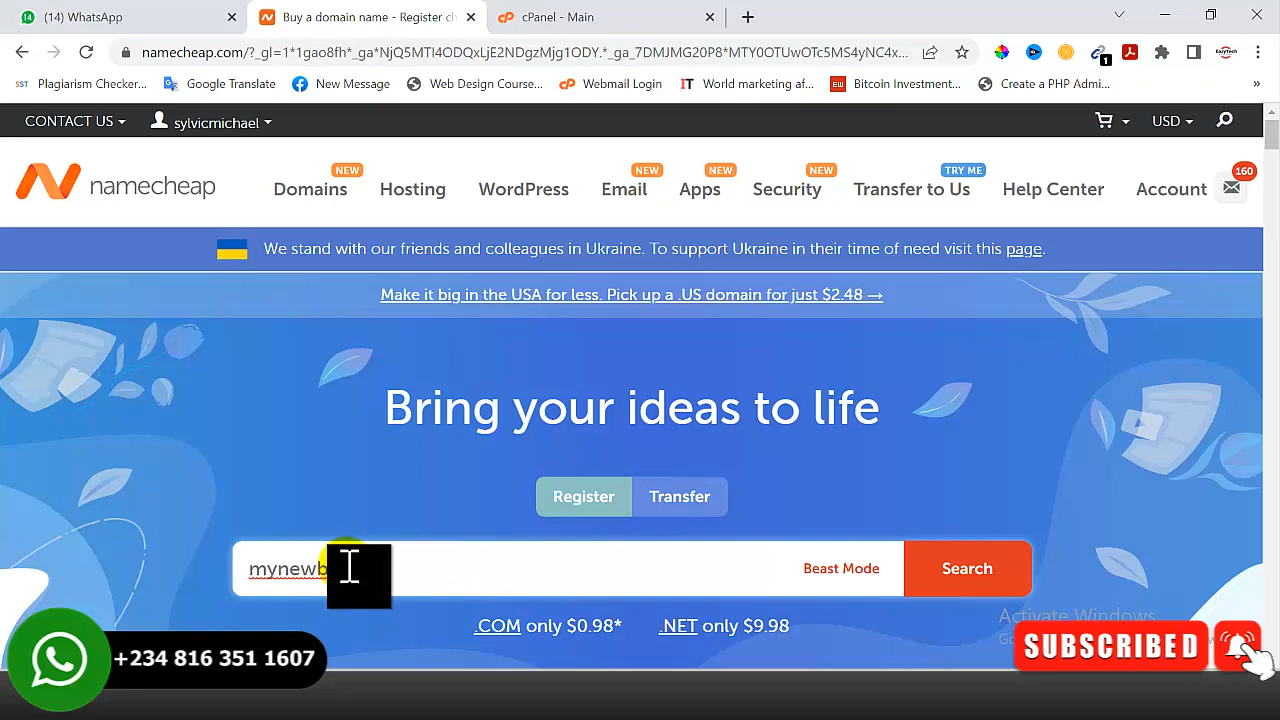 (14) WhatsApp
Buy a domain name - Register ch
cPanel - Main
namecheap.com/?_gl=1*1gao8fh*_ga*NjQ5MTI4ODQxLjE2NDgzMjg1ODY.*_ga_7DMJMG20P8*MTY0OTUwOTc5MS4yNC4x...
1
SST Plagiarism Checker...
Google Translate
New Message
Web Design Course...
cP Webmail Login
IT World marketing af...
EW Bitcoin Investment...
Create a PHP Admi...
»
CONTACT US
sylvicmichael
USD
namecheap
NEW NEW NEW NEW TRY ME 160
Domains Hosting WordPress Email Apps Security Transfer to Us Help Center Account
We stand with our friends and colleagues in Ukraine. To support Ukraine in their time of need visit this page.
Make it big in the USA for less. Pick up a .US domain for just $2.48 →
Bring your ideas to life
Register Transfer
mynewb
Beast Mode
Search
.COM only $0.98*
.NET only $9.98
Activate Windows
+234 816 351 1607
SUBSCRIBED